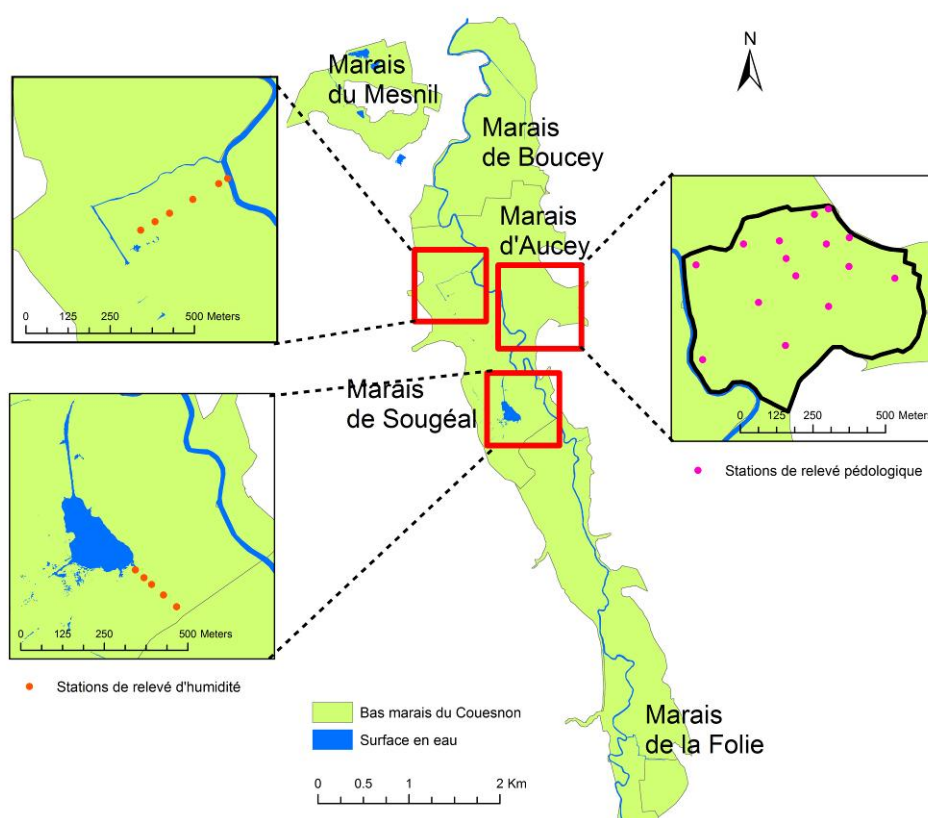 N
Marais
du Mesnil
Marais
de Boucey
Marais
d'Aucey
0 125 250 500 Meters
Marais
de Sougéal
0 125 250 500 Meters
Stations de relevé pédologique
0 125 250 500 Meters
Stations de relevé d'humidité
Bas marais du Couesnon
Surface en eau
Marais
de la Folie
0 0.5 1 2 Km